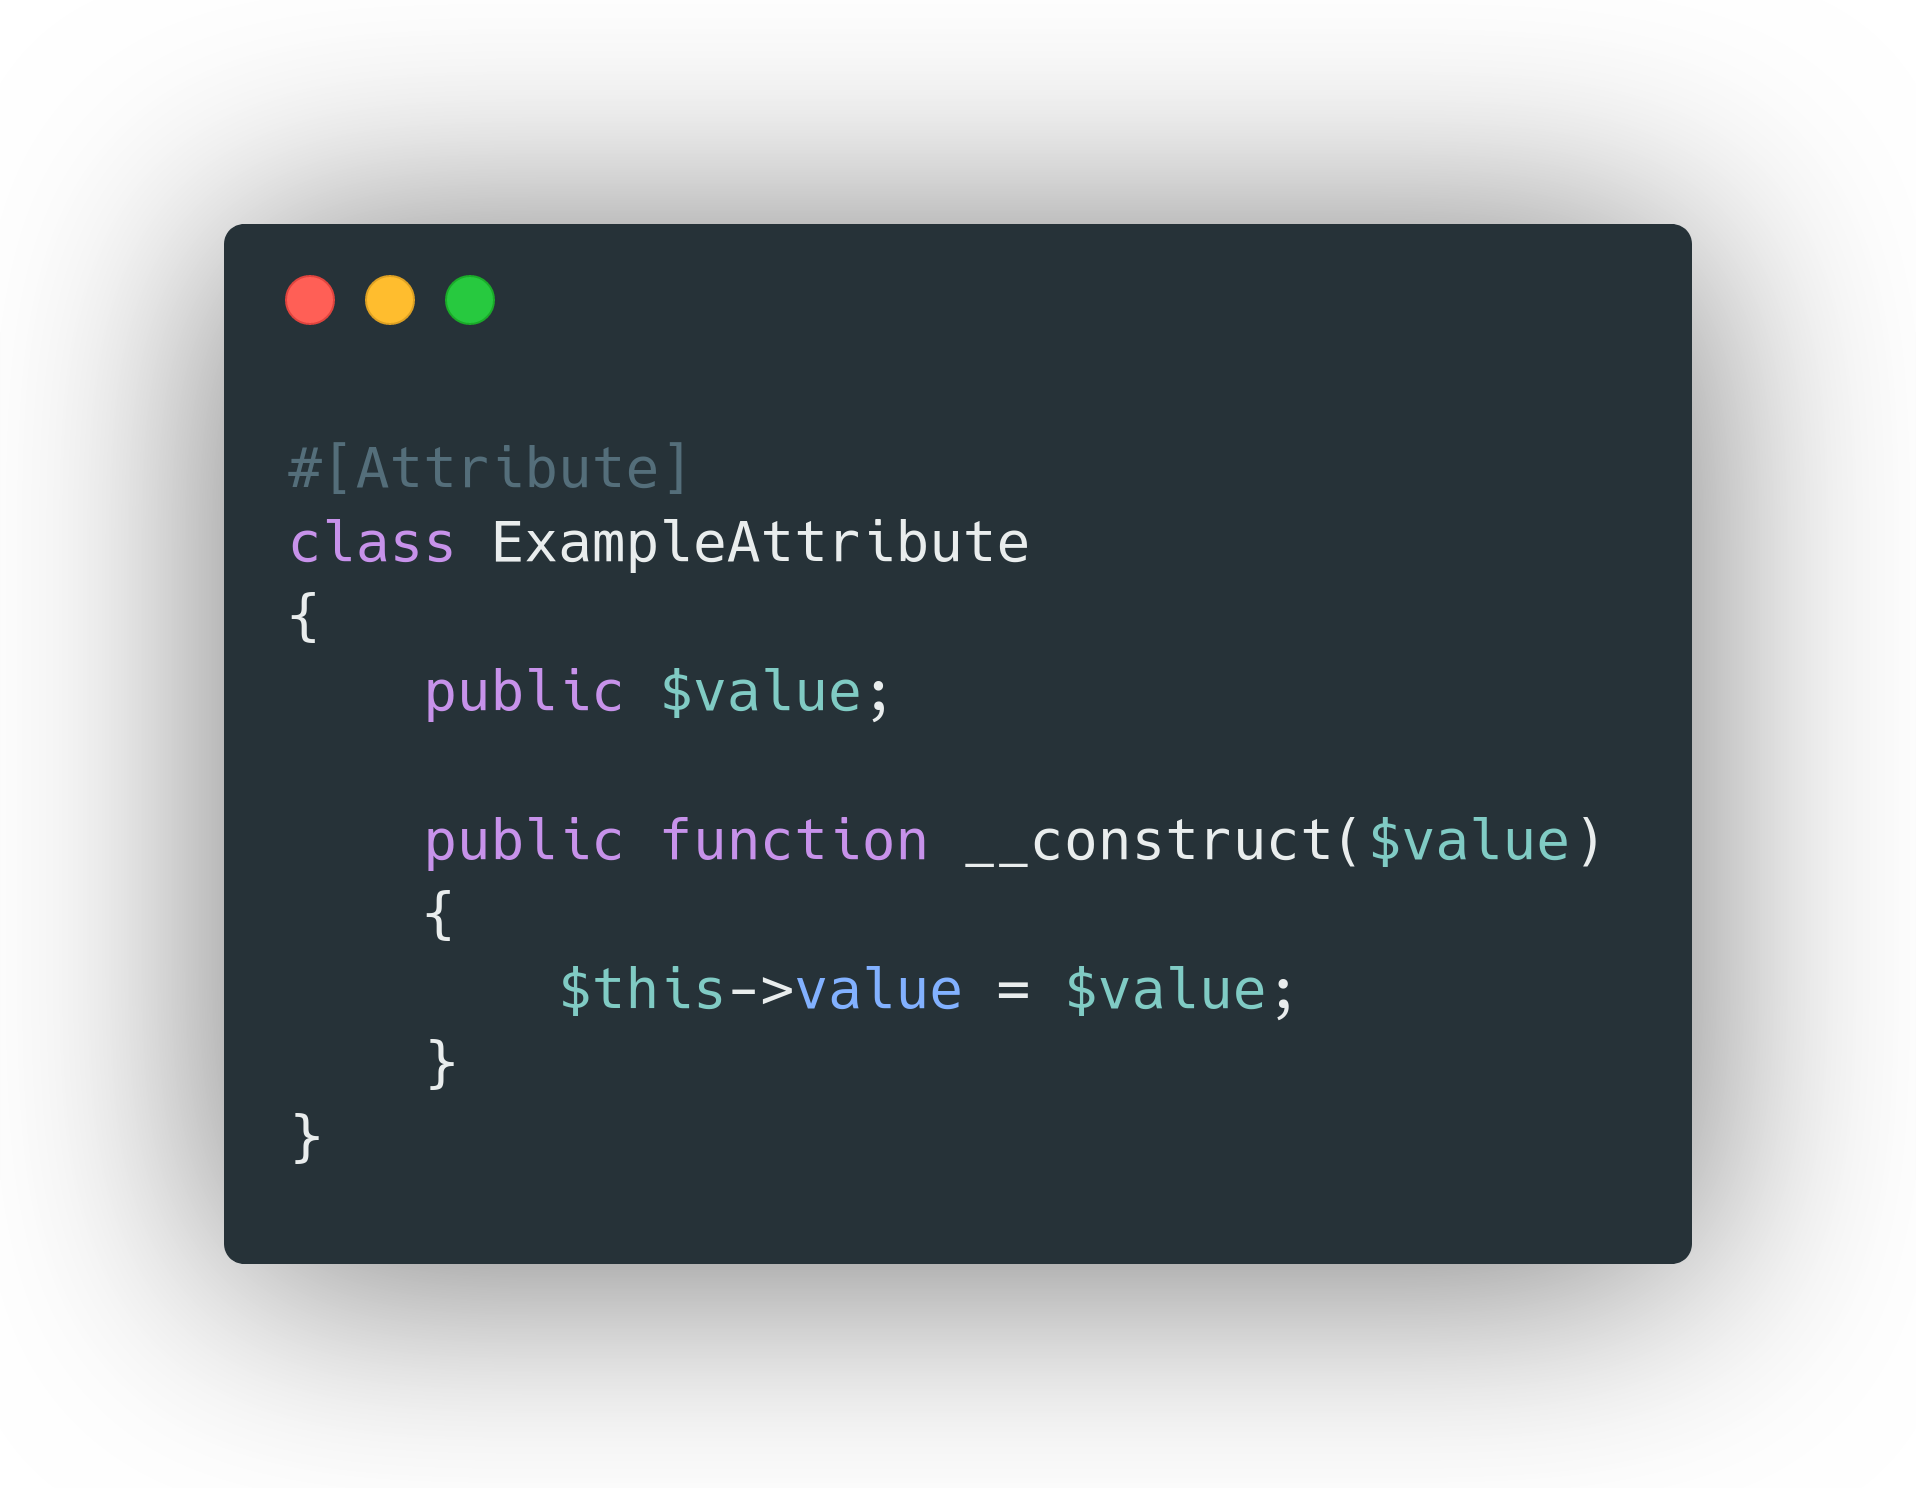 #[Attribute]
class ExampleAttribute
{
    public $value;

    public function __construct($value)
    {
        $this->value = $value;
    }
}